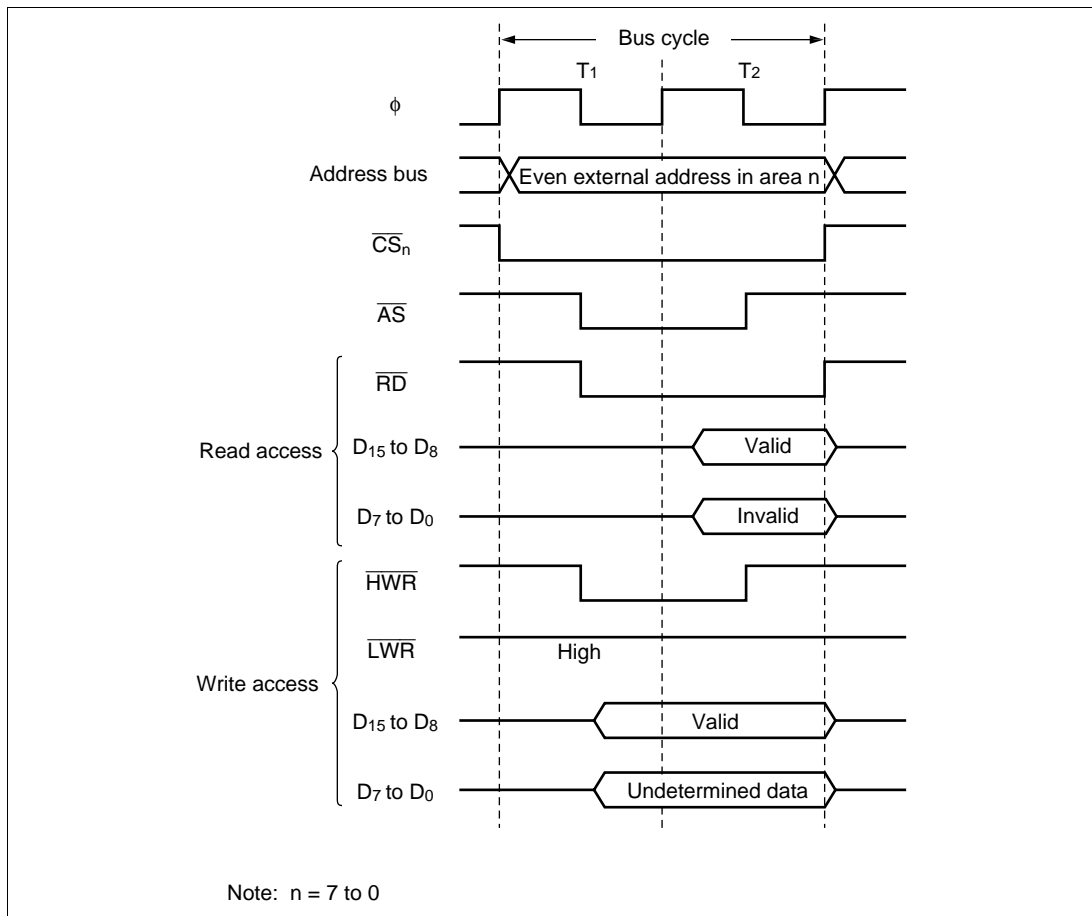 Bus cycle
T1 T2
ϕ
Address bus Even external address in area n
CSn
AS
RD
Read access D15 to D8 Valid
D7 to D0 Invalid
HWR
LWR High
Write access D15 to D8 Valid
D7 to D0 Undetermined data
Note: n = 7 to 0